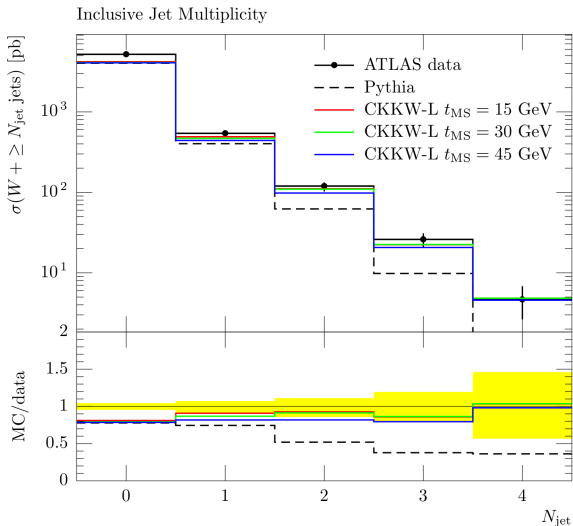 Inclusive Jet Multiplicity
σ(W + ≥ N_jet jets) [pb]
ATLAS data
Pythia
CKKW-L t_MS = 15 GeV
CKKW-L t_MS = 30 GeV
CKKW-L t_MS = 45 GeV
10^3
10^2
10^1
MC/data
2
1.5
1
0.5
0
0 1 2 3 4
N_jet